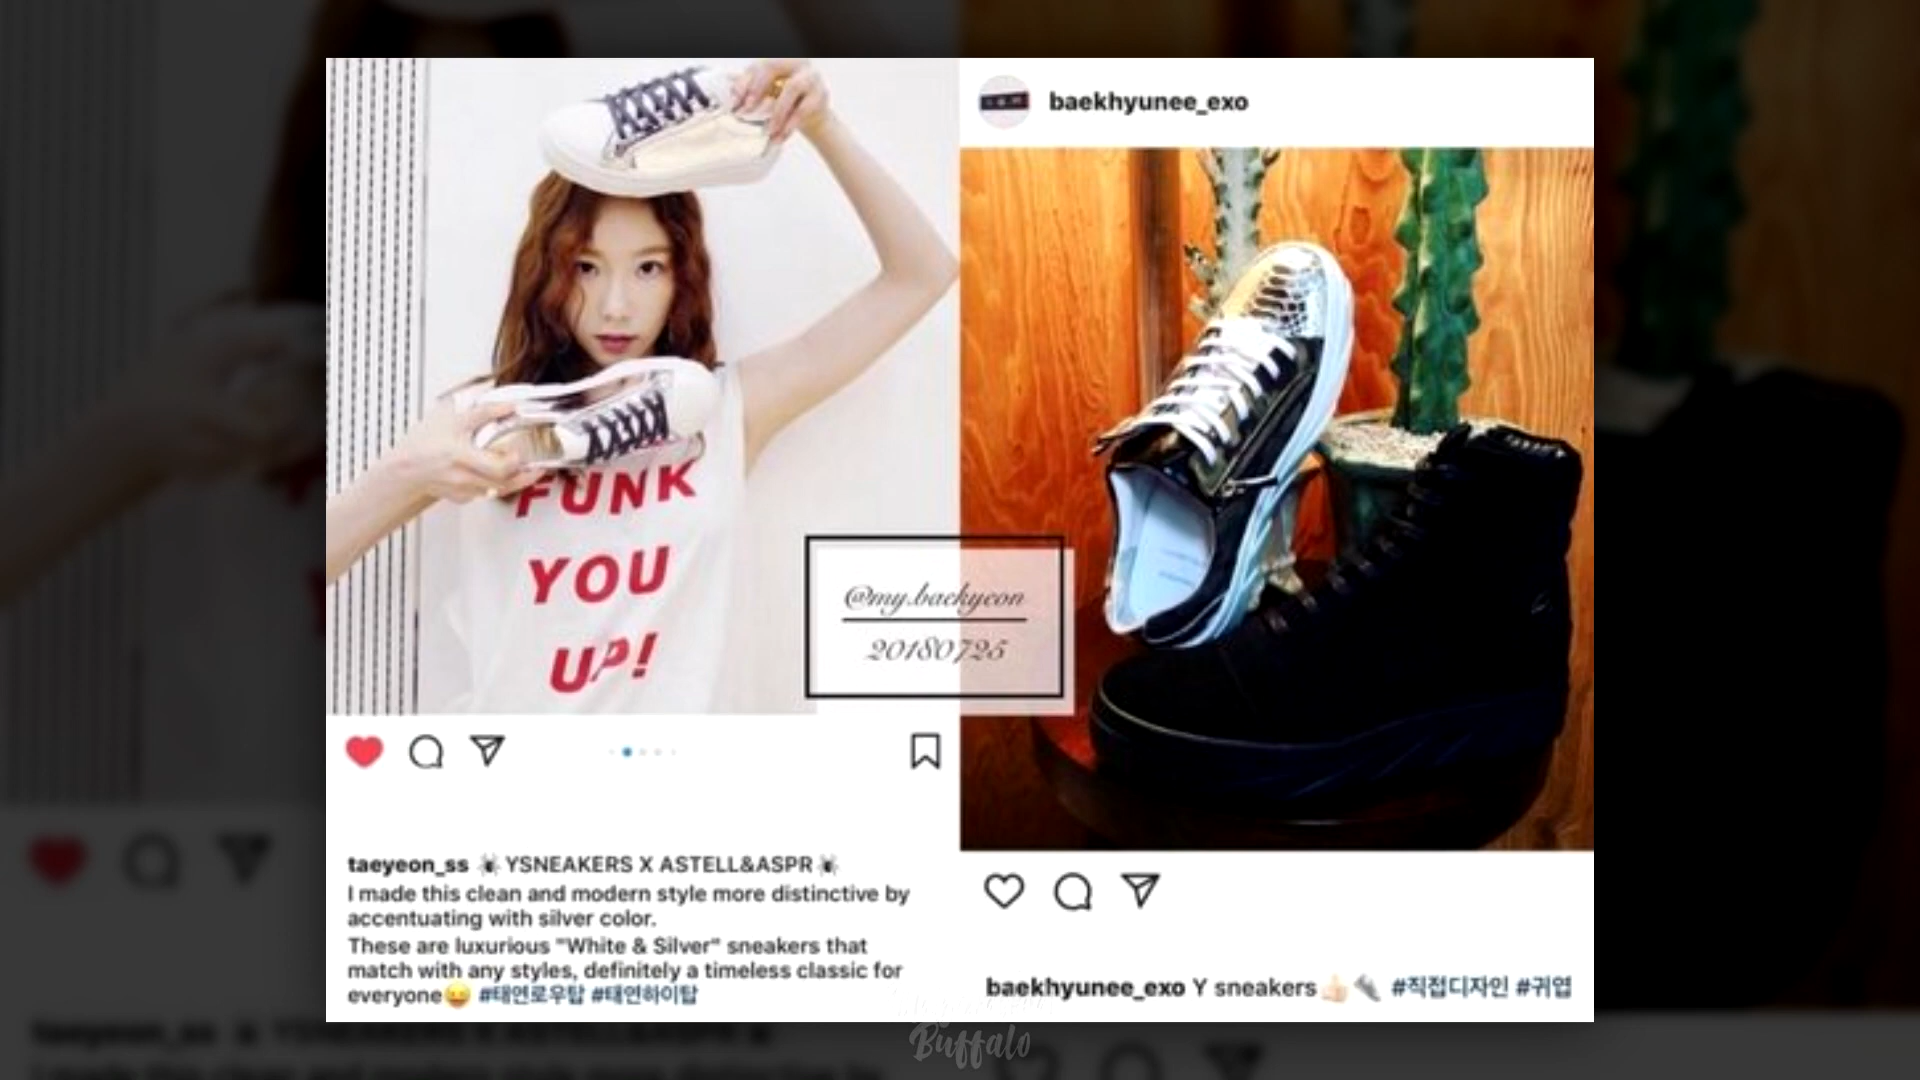 FUNK
YOU
UP!
taeyeon_ss 🕷 YSNEAKERS X ASTELL&ASPR 🕷
I made this clean and modern style more distinctive by
accentuating with silver color.
These are luxurious "White & Silver" sneakers that
match with any styles, definitely a timeless classic for
everyone😛 #태연로우탑 #태연하이탑
@my.baekyeon
20180725
baekhyunee_exo
baekhyunee_exo Y sneakers👍🏻👟 #직접디자인 #귀엽
Buffalo